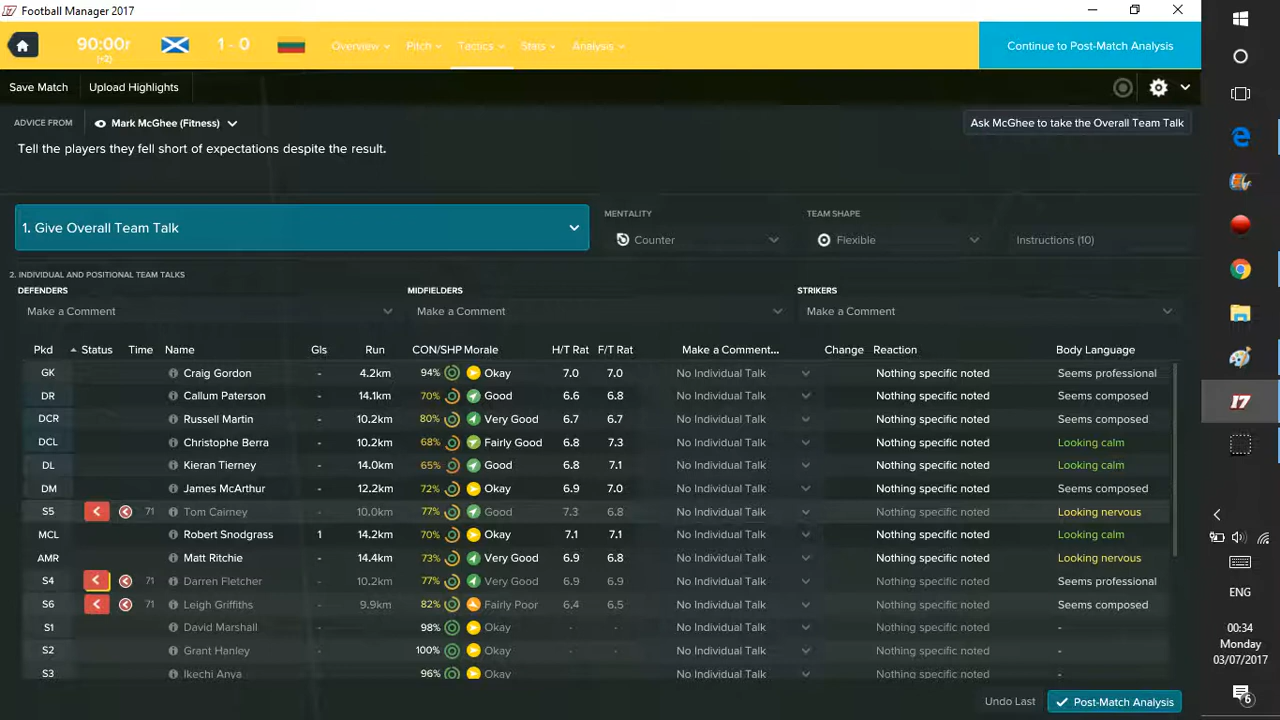 17 Football Manager 2017
90:00r 1 - 0 Overview Pitch Tactics Stats Analysis Continue to Post-Match Analysis
(+2)
Save Match Upload Highlights
ADVICE FROM Mark McGhee (Fitness) Ask McGhee to take the Overall Team Talk
Tell the players they fell short of expectations despite the result.
1. Give Overall Team Talk
MENTALITY TEAM SHAPE
Counter Flexible Instructions (10)
2. INDIVIDUAL AND POSITIONAL TEAM TALKS
DEFENDERS MIDFIELDERS STRIKERS
Make a Comment Make a Comment Make a Comment
Pkd Status Time Name Gls Run CON/SHP Morale H/T Rat F/T Rat Make a Comment... Change Reaction Body Language
GK Craig Gordon - 4.2km 94% Okay 7.0 7.0 No Individual Talk Nothing specific noted Seems professional
DR Callum Paterson - 14.1km 70% Good 6.6 6.8 No Individual Talk Nothing specific noted Seems composed
DCR Russell Martin - 10.2km 80% Very Good 6.7 6.7 No Individual Talk Nothing specific noted Seems composed
DCL Christophe Berra - 10.2km 68% Fairly Good 6.8 7.3 No Individual Talk Nothing specific noted Looking calm
DL Kieran Tierney - 14.0km 65% Good 6.8 7.1 No Individual Talk Nothing specific noted Looking calm
DM James McArthur - 12.2km 72% Okay 6.9 7.0 No Individual Talk Nothing specific noted Seems composed
S5 71 Tom Cairney - 10.0km 77% Good 7.3 6.8 No Individual Talk Nothing specific noted Looking nervous
MCL Robert Snodgrass 1 14.2km 70% Okay 7.1 7.1 No Individual Talk Nothing specific noted Looking calm
AMR Matt Ritchie - 14.4km 73% Very Good 6.9 6.8 No Individual Talk Nothing specific noted Looking nervous
S4 71 Darren Fletcher - 10.2km 77% Very Good 6.9 6.9 No Individual Talk Nothing specific noted Seems professional
S6 71 Leigh Griffiths - 9.9km 82% Fairly Poor 6.4 6.5 No Individual Talk Nothing specific noted Seems composed
S1 David Marshall 98% Okay - - No Individual Talk Nothing specific noted -
S2 Grant Hanley 100% Okay - - No Individual Talk Nothing specific noted -
S3 Ikechi Anya 96% Okay - - No Individual Talk Nothing specific noted -
Undo Last Post-Match Analysis
17
ENG
00:34
Monday
03/07/2017
6